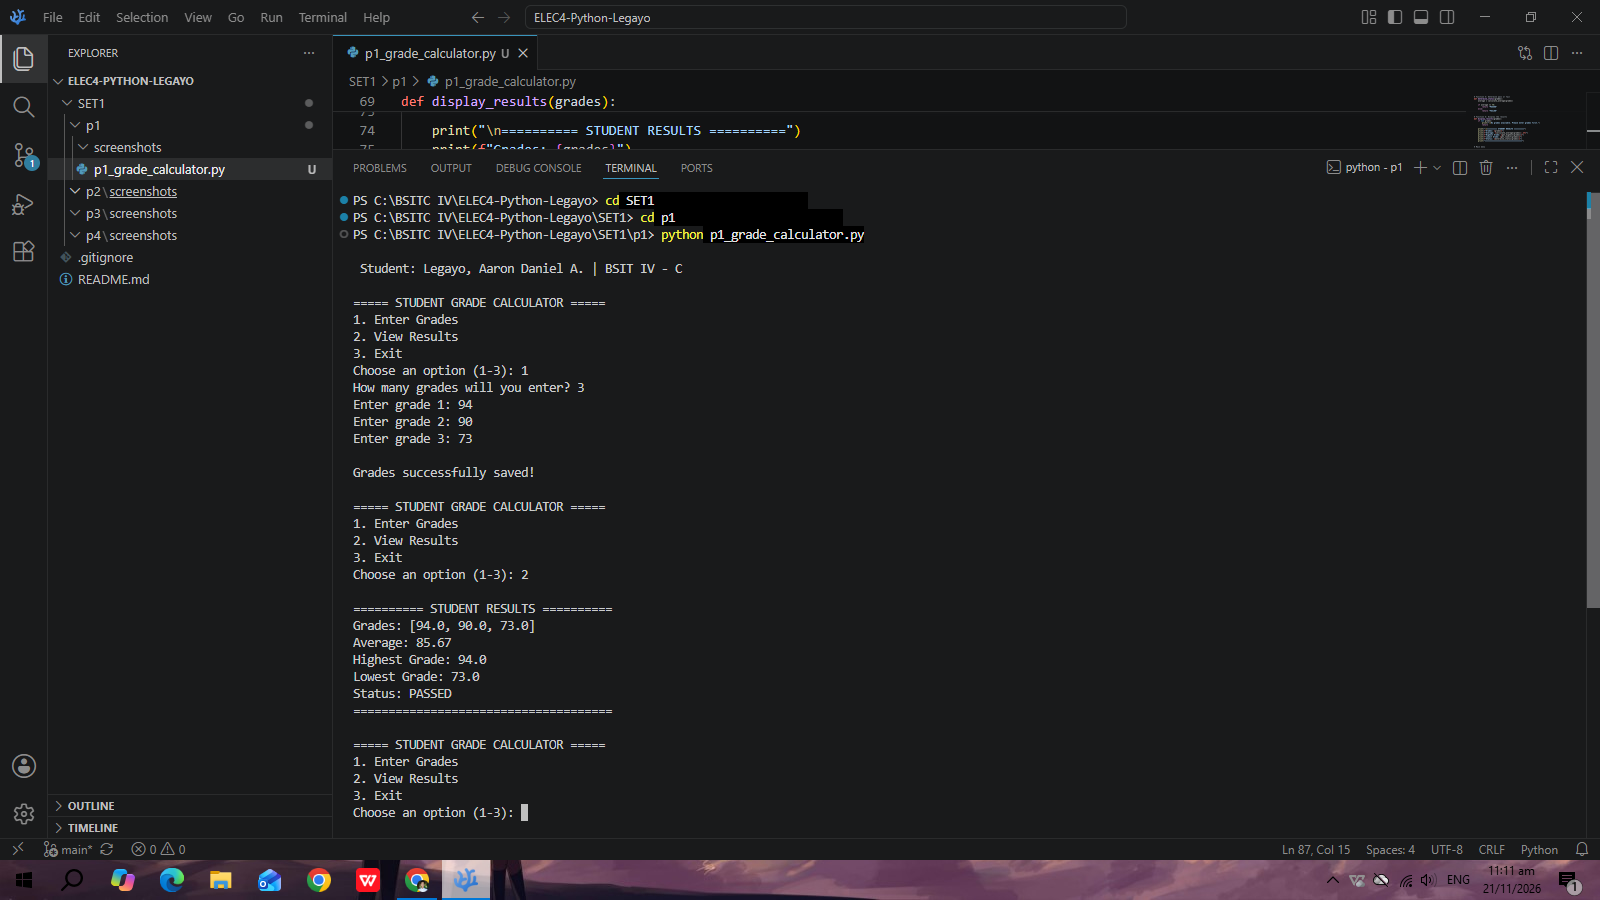 File Edit Selection View Go Run Terminal Help
ELEC4-Python-Legayo
EXPLORER
ELEC4-PYTHON-LEGAYO
SET1
p1
screenshots
p1_grade_calculator.py U
p2\screenshots
p3\screenshots
p4\screenshots
.gitignore
README.md
OUTLINE
TIMELINE
1
p1_grade_calculator.py U
SET1 > p1 > p1_grade_calculator.py
69 def display_results(grades):
74 print("\n========== STUDENT RESULTS ==========")
print(f"Grades: {grades}")
PROBLEMS OUTPUT DEBUG CONSOLE TERMINAL PORTS
python - p1
PS C:\BSITC IV\ELEC4-Python-Legayo> cd SET1
PS C:\BSITC IV\ELEC4-Python-Legayo\SET1> cd p1
PS C:\BSITC IV\ELEC4-Python-Legayo\SET1\p1> python p1_grade_calculator.py
Student: Legayo, Aaron Daniel A. | BSIT IV - C
===== STUDENT GRADE CALCULATOR =====
1. Enter Grades
2. View Results
3. Exit
Choose an option (1-3): 1
How many grades will you enter? 3
Enter grade 1: 94
Enter grade 2: 90
Enter grade 3: 73
Grades successfully saved!
===== STUDENT GRADE CALCULATOR =====
1. Enter Grades
2. View Results
3. Exit
Choose an option (1-3): 2
========== STUDENT RESULTS ==========
Grades: [94.0, 90.0, 73.0]
Average: 85.67
Highest Grade: 94.0
Lowest Grade: 73.0
Status: PASSED
=====================================
===== STUDENT GRADE CALCULATOR =====
1. Enter Grades
2. View Results
3. Exit
Choose an option (1-3):
main* 0 0
Ln 87, Col 15 Spaces: 4 UTF-8 CRLF Python
ENG
11:11 am
21/11/2026
1